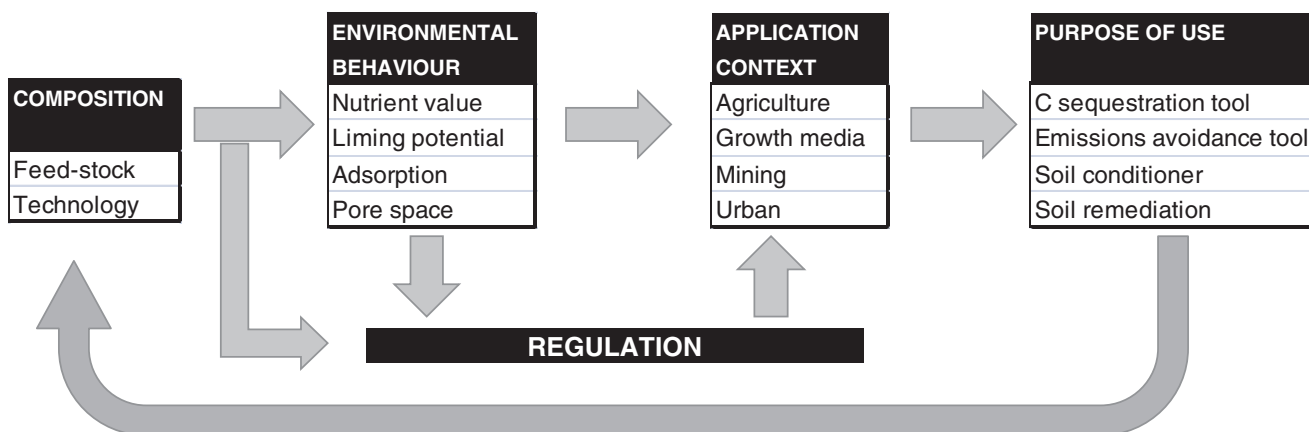 COMPOSITION
Feed-stock
Technology
ENVIRONMENTAL
BEHAVIOUR
Nutrient value
Liming potential
Adsorption
Pore space
APPLICATION
CONTEXT
Agriculture
Growth media
Mining
Urban
PURPOSE OF USE
C sequestration tool
Emissions avoidance tool
Soil conditioner
Soil remediation
REGULATION